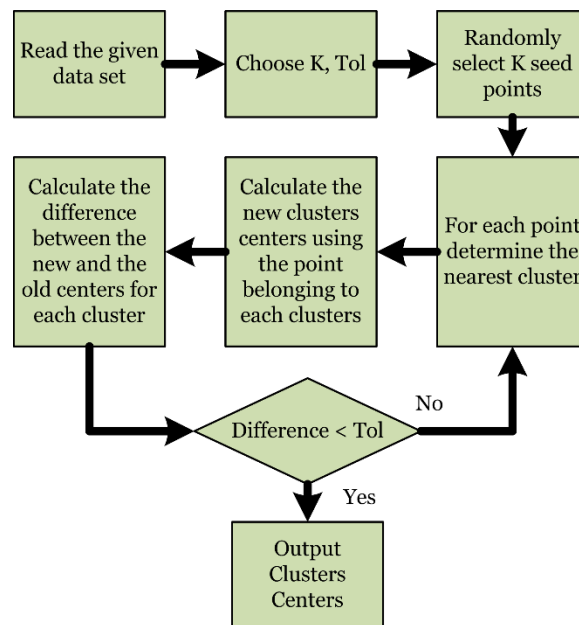 Read the given
data set
Choose K, Tol
Randomly
select K seed
points
For each point
determine the
nearest cluster
Calculate the
new clusters
centers using
the point
belonging to
each clusters
Calculate the
difference
between the
new and the
old centers for
each cluster
Difference < Tol
No
Yes
Output
Clusters
Centers